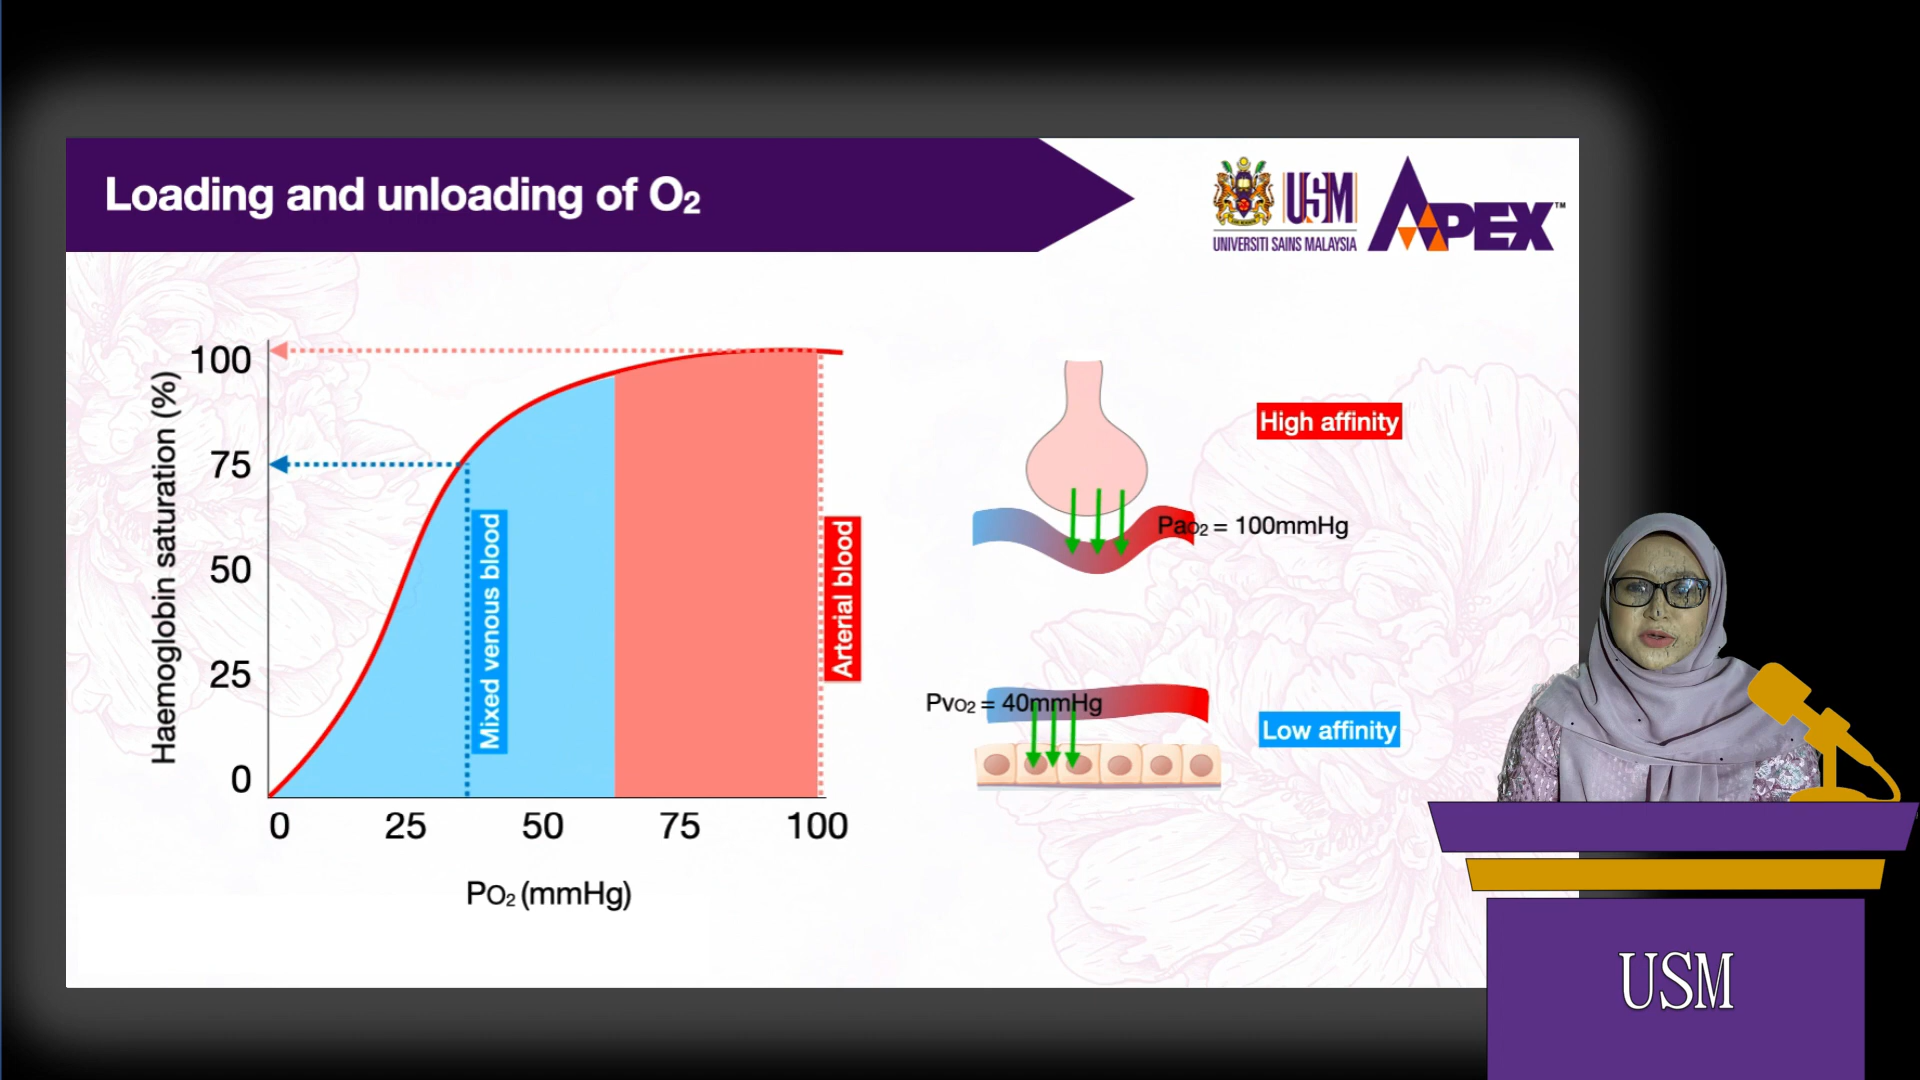 Loading and unloading of O₂
USM
UNIVERSITI SAINS MALAYSIA
APEX™
Haemoglobin saturation (%)
100
75
50
25
0
Mixed venous blood
Arterial blood
0 25 50 75 100
PO₂ (mmHg)
High affinity
PaO₂ = 100mmHg
PvO₂ = 40mmHg
Low affinity
USM